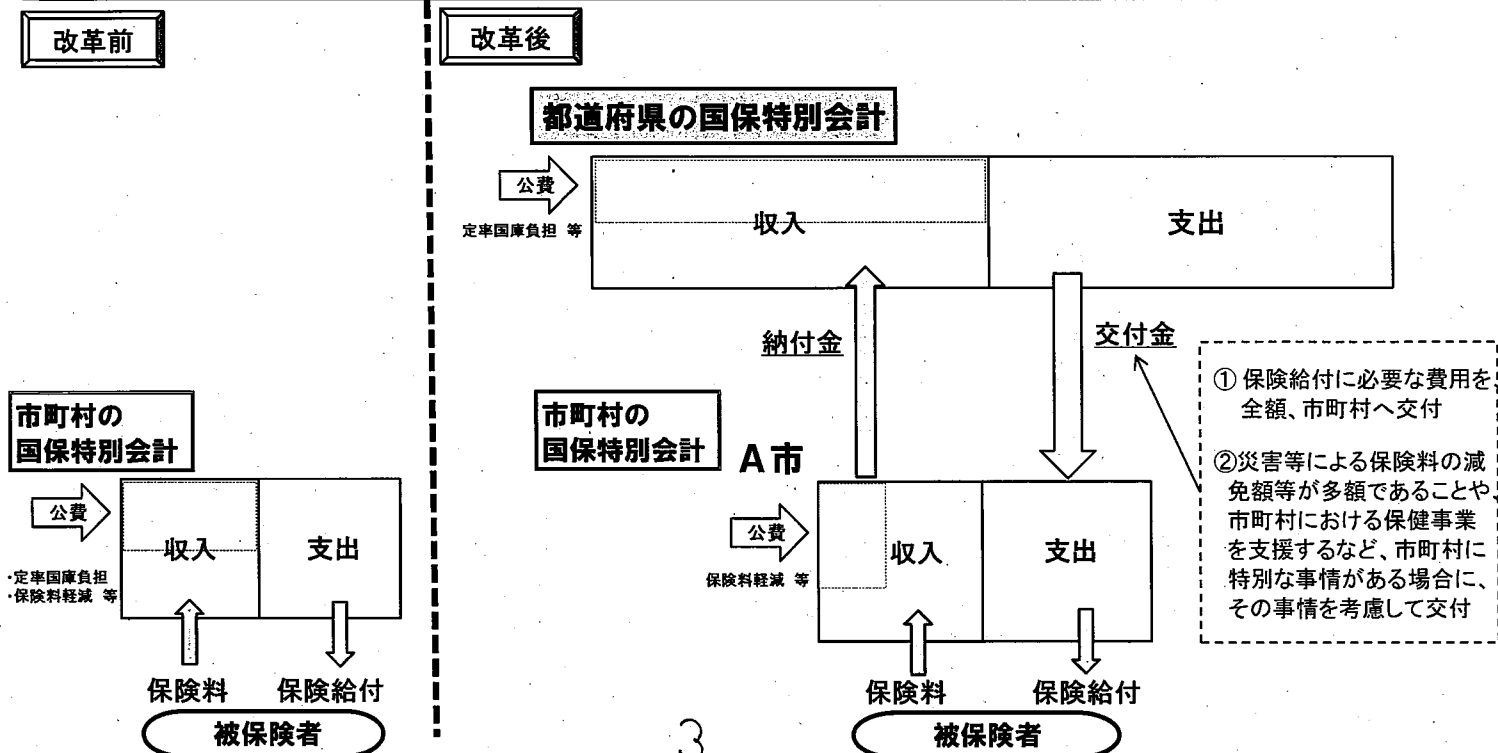 改革前
市町村の
国保特別会計
公費
・定率国庫負担
・保険料軽減 等
収入
支出
保険料
保険給付
被保険者
改革後
都道府県の国保特別会計
公費
定率国庫負担 等
収入
支出
納付金
交付金
① 保険給付に必要な費用を
全額、市町村へ交付
②災害等による保険料の減
免額等が多額であることや、
市町村における保健事業
を支援するなど、市町村に
特別な事情がある場合に、
その事情を考慮して交付
市町村の
国保特別会計
A市
公費
保険料軽減 等
収入
支出
保険料
保険給付
被保険者
3